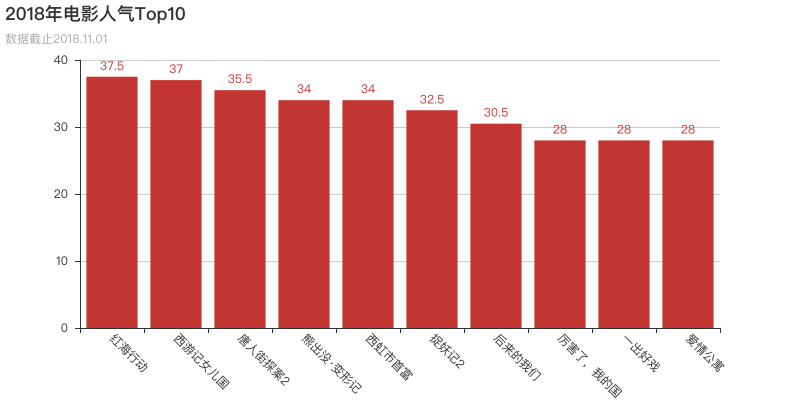 2018年电影人气Top10
数据截止2018.11.01
40
30
20
10
0
37.5
37
35.5
34
34
32.5
30.5
28
28
28
红海行动
西游记女儿国
唐人街探案2
熊出没·变形记
西虹市首富
捉妖记2
后来的我们
厉害了，我的国
一出好戏
爱情公寓